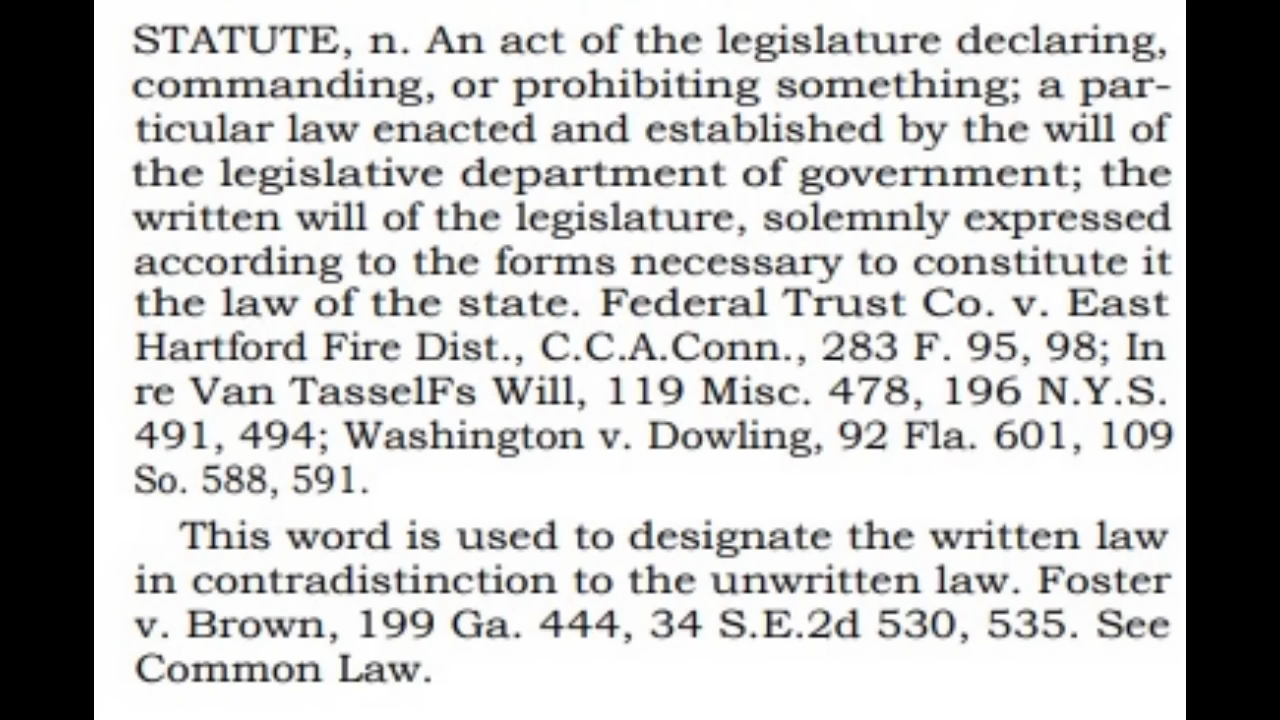 STATUTE, n. An act of the legislature declaring,
commanding, or prohibiting something; a par-
ticular law enacted and established by the will of
the legislative department of government; the
written will of the legislature, solemnly expressed
according to the forms necessary to constitute it
the law of the state. Federal Trust Co. v. East
Hartford Fire Dist., C.C.A.Conn., 283 F. 95, 98; In
re Van TasselFs Will, 119 Misc. 478, 196 N.Y.S.
491, 494; Washington v. Dowling, 92 Fla. 601, 109
So. 588, 591.
This word is used to designate the written law
in contradistinction to the unwritten law. Foster
v. Brown, 199 Ga. 444, 34 S.E.2d 530, 535. See
Common Law.